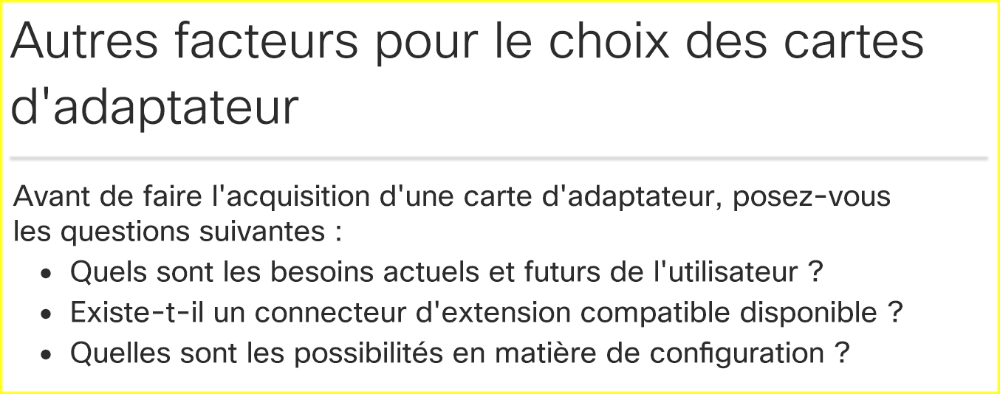 Autres facteurs pour le choix des cartes
d'adaptateur
Avant de faire l'acquisition d'une carte d'adaptateur, posez-vous
les questions suivantes :
• Quels sont les besoins actuels et futurs de l'utilisateur ?
• Existe-t-il un connecteur d'extension compatible disponible ?
• Quelles sont les possibilités en matière de configuration ?